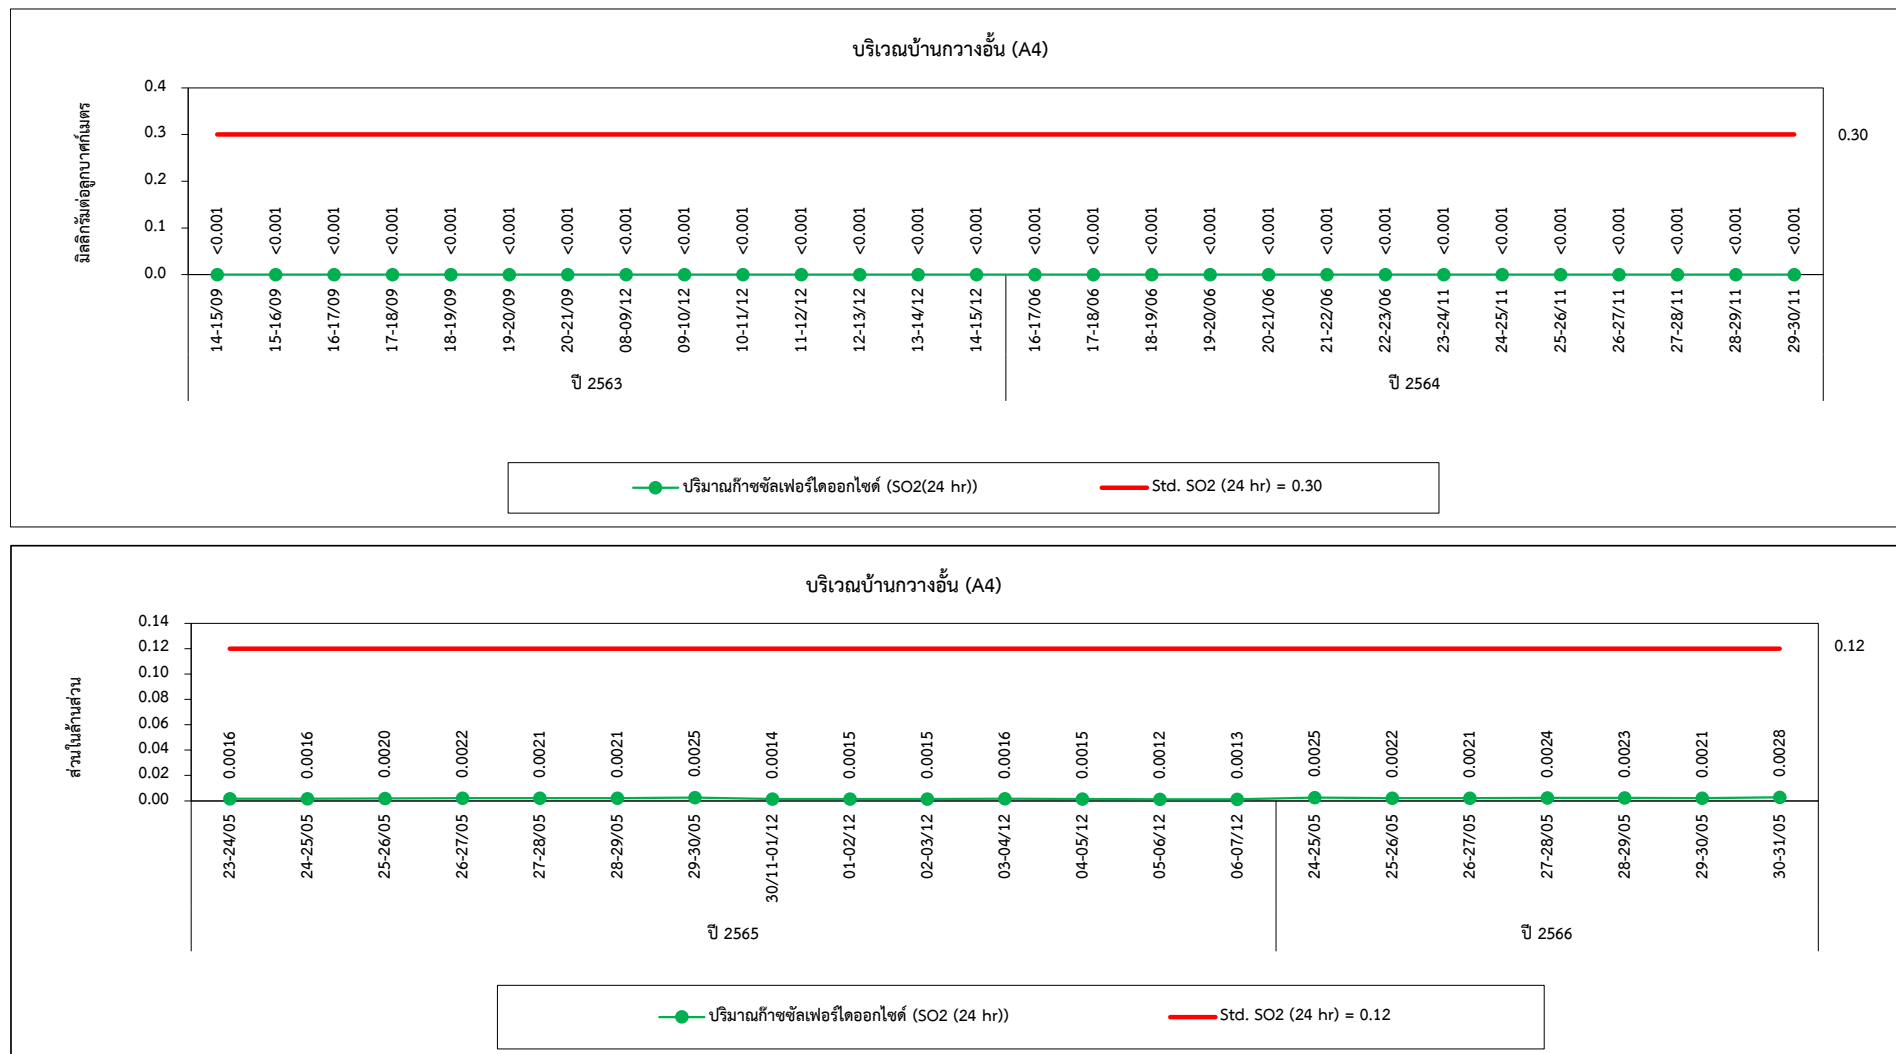 บริเวณบ้านกวางอั้น (A4)
มิลลิกรัมต่อลูกบาศก์เมตร
0.4
0.3
0.2
0.1
0.0
0.30
<0.001 <0.001 <0.001 <0.001 <0.001 <0.001 <0.001 <0.001 <0.001 <0.001 <0.001 <0.001 <0.001 <0.001 <0.001 <0.001 <0.001 <0.001 <0.001 <0.001 <0.001 <0.001 <0.001 <0.001 <0.001 <0.001 <0.001 <0.001
14-15/09 15-16/09 16-17/09 17-18/09 18-19/09 19-20/09 20-21/09 08-09/12 09-10/12 10-11/12 11-12/12 12-13/12 13-14/12 14-15/12 16-17/06 17-18/06 18-19/06 19-20/06 20-21/06 21-22/06 22-23/06 23-24/11 24-25/11 25-26/11 26-27/11 27-28/11 28-29/11 29-30/11
ปี 2563 ปี 2564
ปริมาณก๊าซซัลเฟอร์ไดออกไซด์ (SO2(24 hr)) Std. SO2 (24 hr) = 0.30
บริเวณบ้านกวางอั้น (A4)
ส่วนในล้านส่วน
0.14
0.12
0.10
0.08
0.06
0.04
0.02
0.00
0.12
0.0016 0.0016 0.0020 0.0022 0.0021 0.0021 0.0025 0.0014 0.0015 0.0015 0.0016 0.0015 0.0012 0.0013 0.0025 0.0022 0.0021 0.0024 0.0023 0.0021 0.0028
23-24/05 24-25/05 25-26/05 26-27/05 27-28/05 28-29/05 29-30/05 30/11-01/12 01-02/12 02-03/12 03-04/12 04-05/12 05-06/12 06-07/12 24-25/05 25-26/05 26-27/05 27-28/05 28-29/05 29-30/05 30-31/05
ปี 2565 ปี 2566
ปริมาณก๊าซซัลเฟอร์ไดออกไซด์ (SO2 (24 hr)) Std. SO2 (24 hr) = 0.12